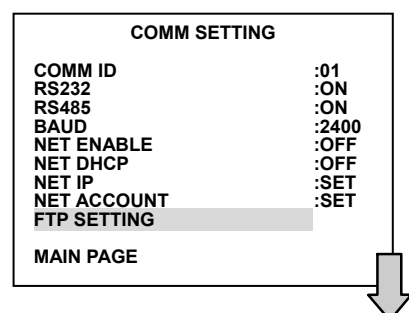 COMM SETTING
COMM ID :01
RS232 :ON
RS485 :ON
BAUD :2400
NET ENABLE :OFF
NET DHCP :OFF
NET IP :SET
NET ACCOUNT :SET
FTP SETTING
MAIN PAGE